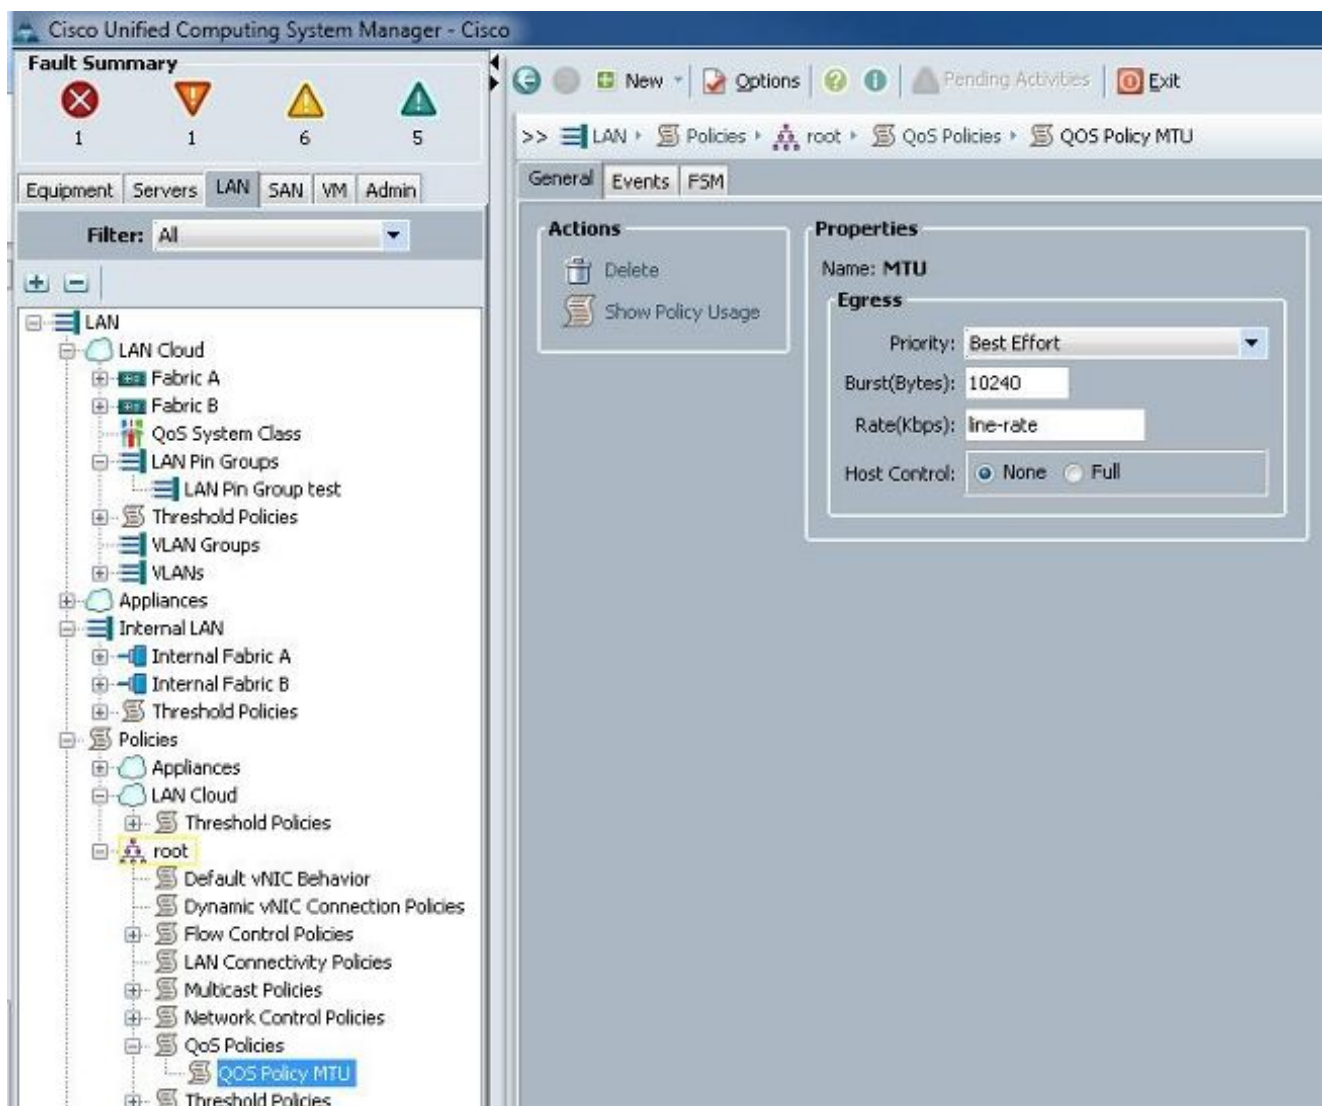 Cisco Unified Computing System Manager - Cisco
Fault Summary
1 1 6 5
Equipment Servers LAN SAN VM Admin
Filter: All
LAN
LAN Cloud
Fabric A
Fabric B
QoS System Class
LAN Pin Groups
LAN Pin Group test
Threshold Policies
VLAN Groups
VLANs
Appliances
Internal LAN
Internal Fabric A
Internal Fabric B
Threshold Policies
Policies
Appliances
LAN Cloud
Threshold Policies
root
Default vNIC Behavior
Dynamic vNIC Connection Policies
Flow Control Policies
LAN Connectivity Policies
Multicast Policies
Network Control Policies
QoS Policies
QOS Policy MTU
Threshold Policies
New Options Pending Activities Exit
>> LAN Policies root QoS Policies QOS Policy MTU
General Events FSM
Actions
Delete
Show Policy Usage
Properties
Name: MTU
Egress
Priority: Best Effort
Burst(Bytes): 10240
Rate(Kbps): line-rate
Host Control: None Full